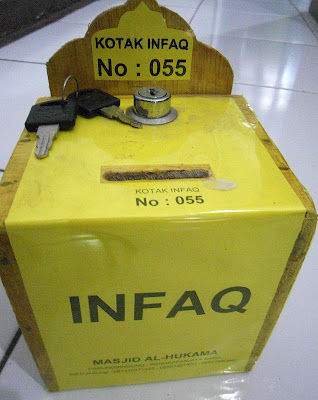 KOTAK INFAQ
No : 055
KOTAK INFAQ
No : 055
INFAQ
MASJID AL-HUKAMA